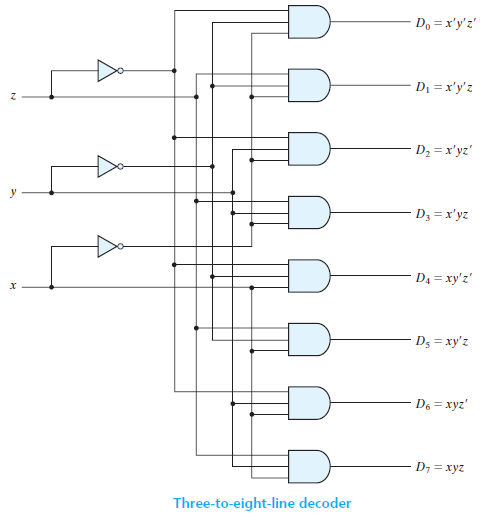 D₀ = x'y'z'
D₁ = x'y'z
z
D₂ = x'yz'
y
D₃ = x'yz
D₄ = xy'z'
x
D₅ = xy'z
D₆ = xyz'
D₇ = xyz
Three-to-eight-line decoder